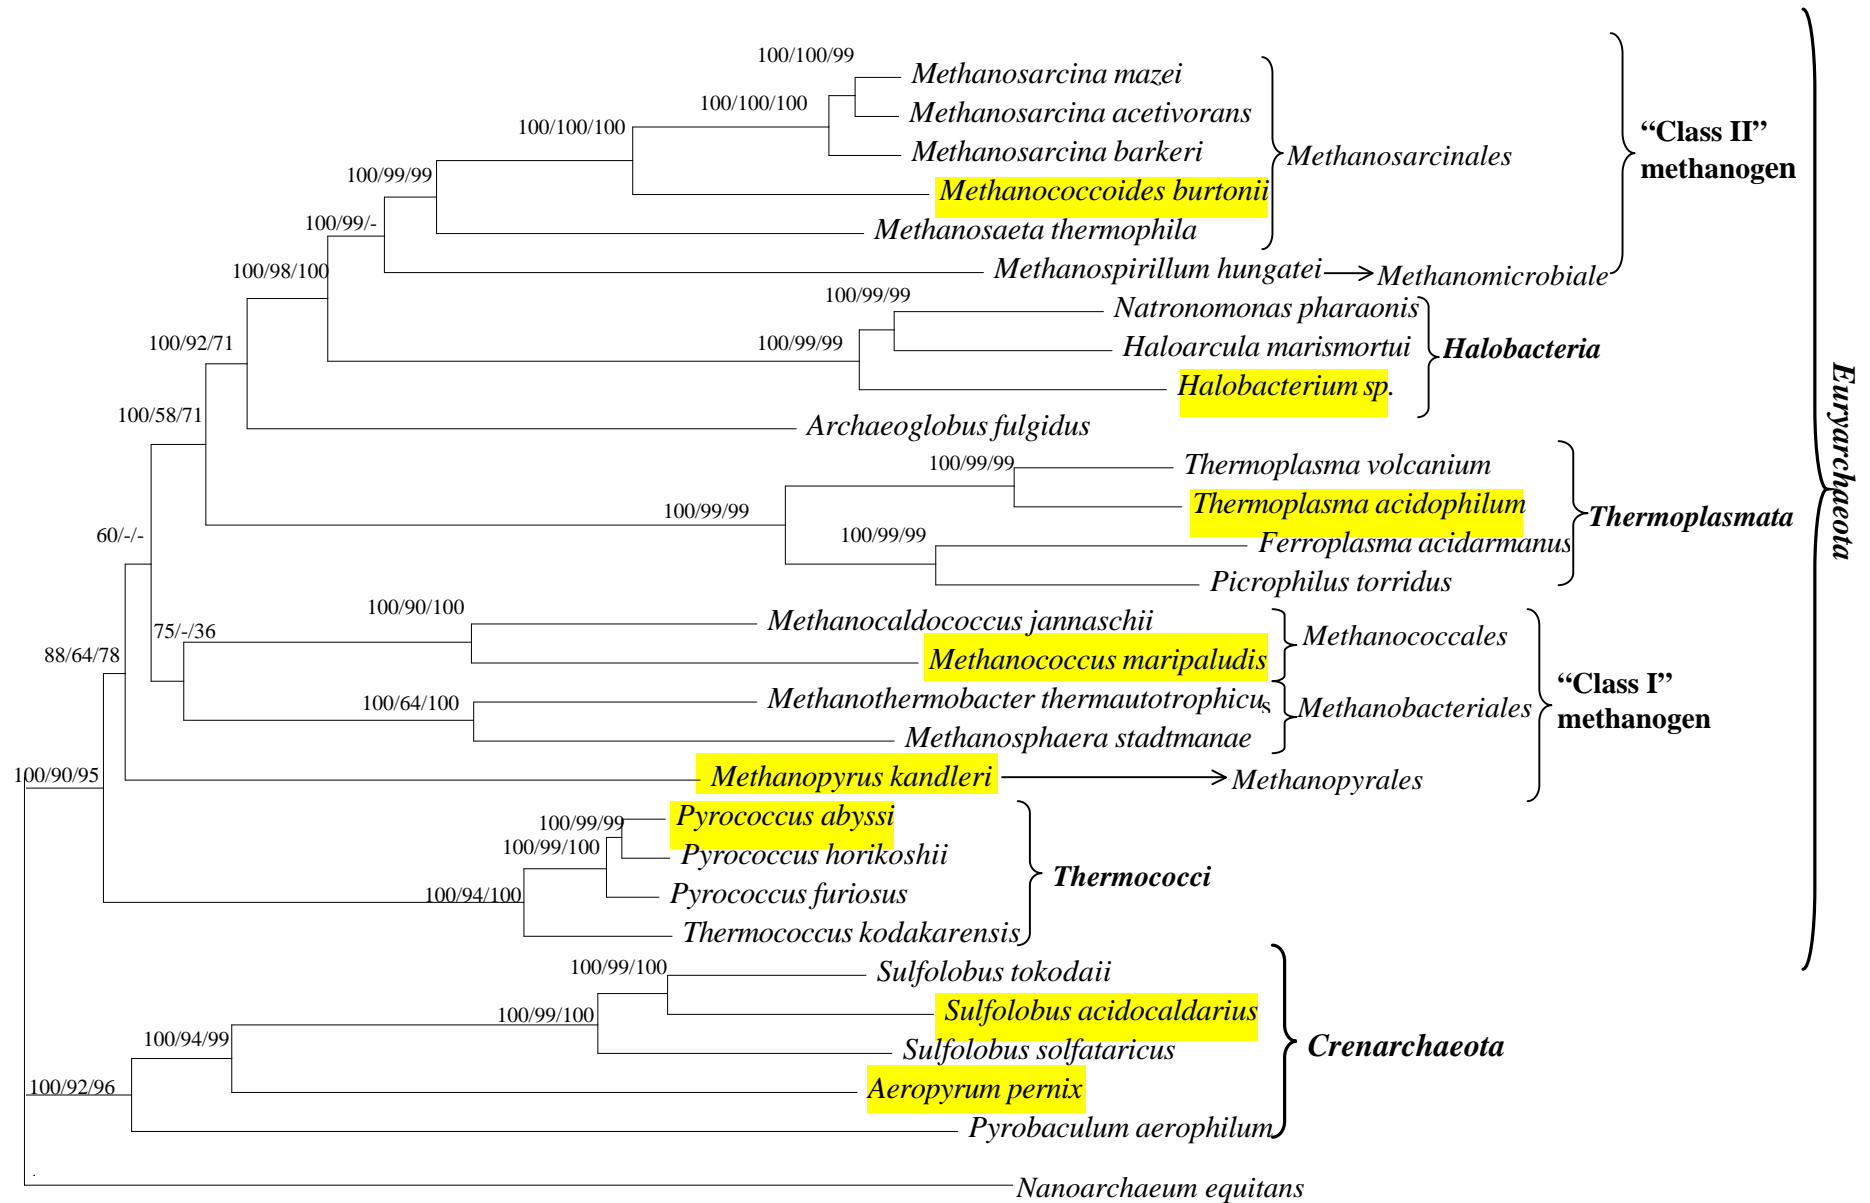 100/100/99
Methanosarcina mazei
100/100/100
Methanosarcina acetivorans
100/100/100
Methanosarcina barkeri
Methanosarcinales
“Class II”
methanogen
100/99/99
Methanococcoides burtonii
100/99/-
Methanosaeta thermophila
100/98/100
Methanospirillum hungatei
Methanomicrobiale
100/99/99
Natronomonas pharaonis
100/92/71
100/99/99
Haloarcula marismortui
Halobacteria
Halobacterium sp.
100/58/71
Archaeoglobus fulgidus
Euryarchaeota
100/99/99
Thermoplasma volcanium
Thermoplasma acidophilum
100/99/99
Thermoplasmata
60/-/-
100/99/99
Ferroplasma acidarmanus
Picrophilus torridus
100/90/100
Methanocaldococcus jannaschii
75/-/36
Methanococcales
88/64/78
Methanococcus maripaludis
“Class I”
methanogen
100/64/100
Methanothermobacter thermautotrophicus
Methanobacteriales
Methanosphaera stadtmanae
100/90/95
Methanopyrus kandleri
Methanopyrales
100/99/99
Pyrococcus abyssi
100/99/100
Pyrococcus horikoshii
Thermococci
100/94/100
Pyrococcus furiosus
Thermococcus kodakarensis
100/99/100
Sulfolobus tokodaii
100/99/100
Sulfolobus acidocaldarius
100/94/99
Sulfolobus solfataricus
Crenarchaeota
100/92/96
Aeropyrum pernix
Pyrobaculum aerophilum
Nanoarchaeum equitans